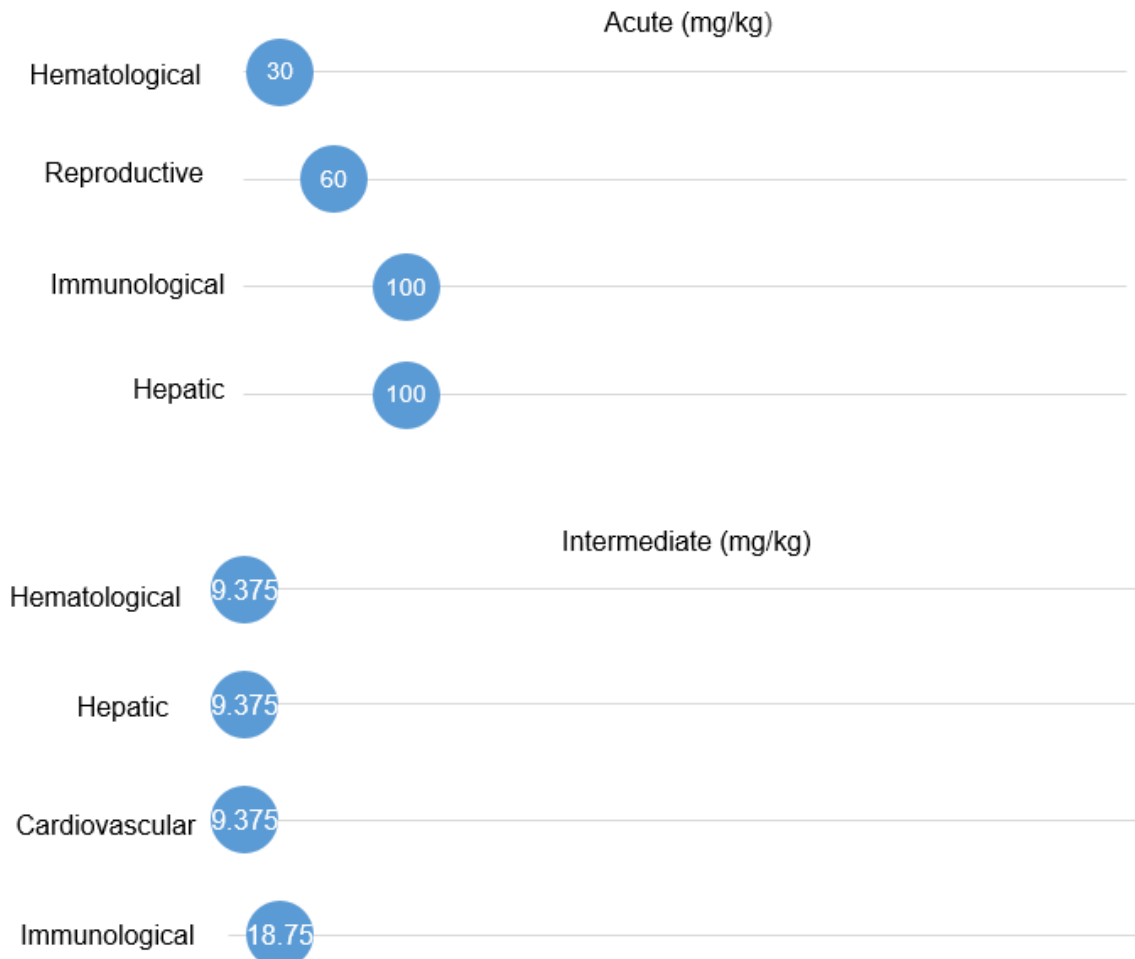 Acute (mg/kg)
Hematological 30
Reproductive 60
Immunological 100
Hepatic 100
Intermediate (mg/kg)
Hematological 9.375
Hepatic 9.375
Cardiovascular 9.375
Immunological 18.75